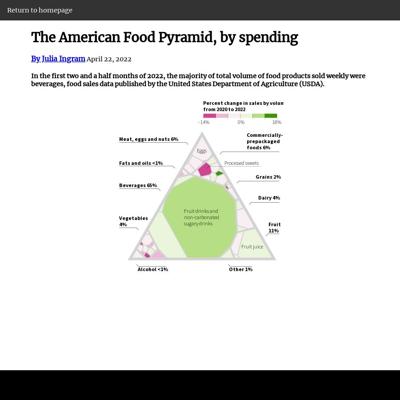 Return to homepage
The American Food Pyramid, by spending
By Julia Ingram April 22, 2022
In the first two and a half months of 2022, the majority of total volume of food products sold weekly were
beverages, food sales data published by the United States Department of Agriculture (USDA).
Percent change in sales by volum
from 2020 to 2022
-14% 0% 18%
Meat, eggs and nuts 6%
Commercially-
prepackaged
foods 6%
Eggs
Fats and oils <1%
Processed sweets
Grains 2%
Beverages 65%
Dairy 4%
Fruit drinks and
non-carbonated
sugary drinks
Vegetables
4%
Fruit
11%
Fruit juice
Alcohol <1%
Other 1%